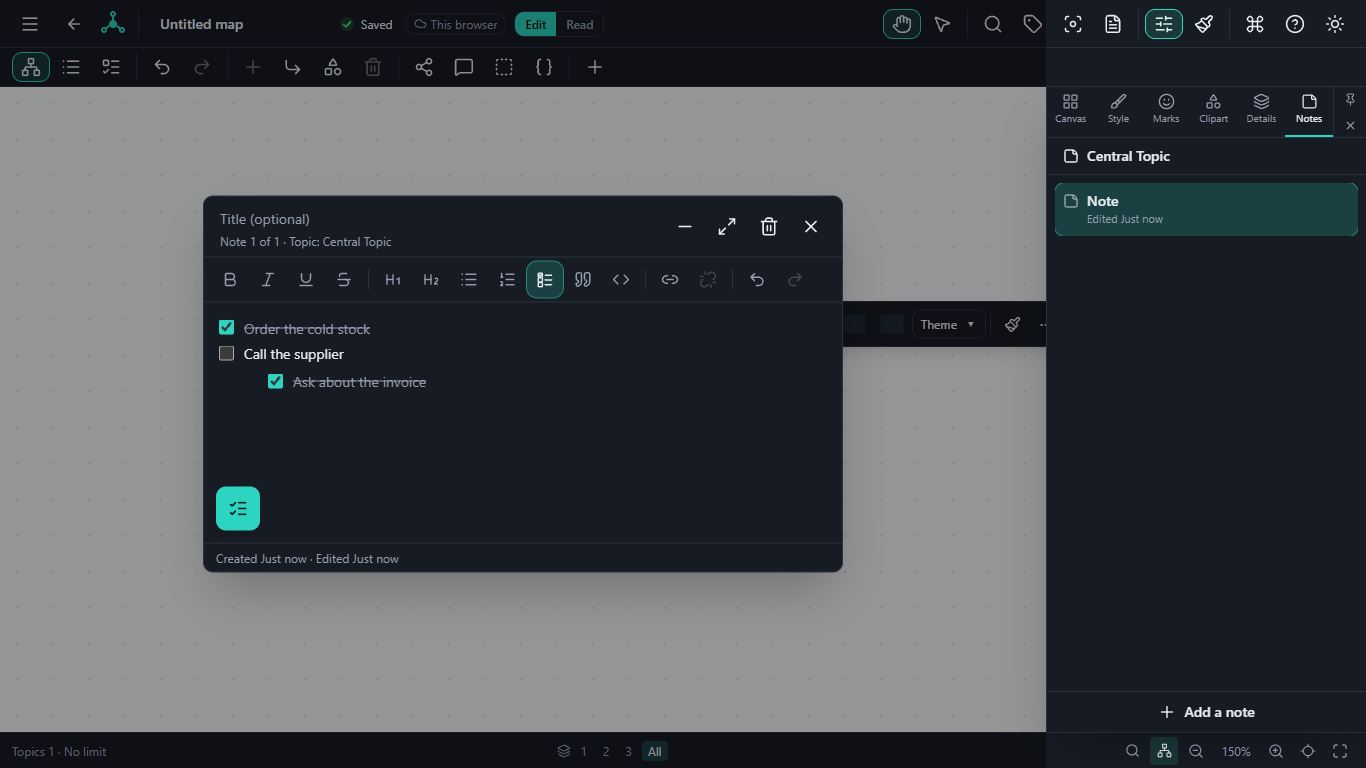 Untitled map
Saved
This browser
Edit
Read
Canvas
Style
Marks
Clipart
Details
Notes
Central Topic
Note
Edited Just now
Title (optional)
Note 1 of 1 · Topic: Central Topic
B I U S H1 H2
Theme
Order the cold stock
Call the supplier
Ask about the invoice
Created Just now · Edited Just now
Add a note
Topics 1 · No limit
1 2 3 All
150%